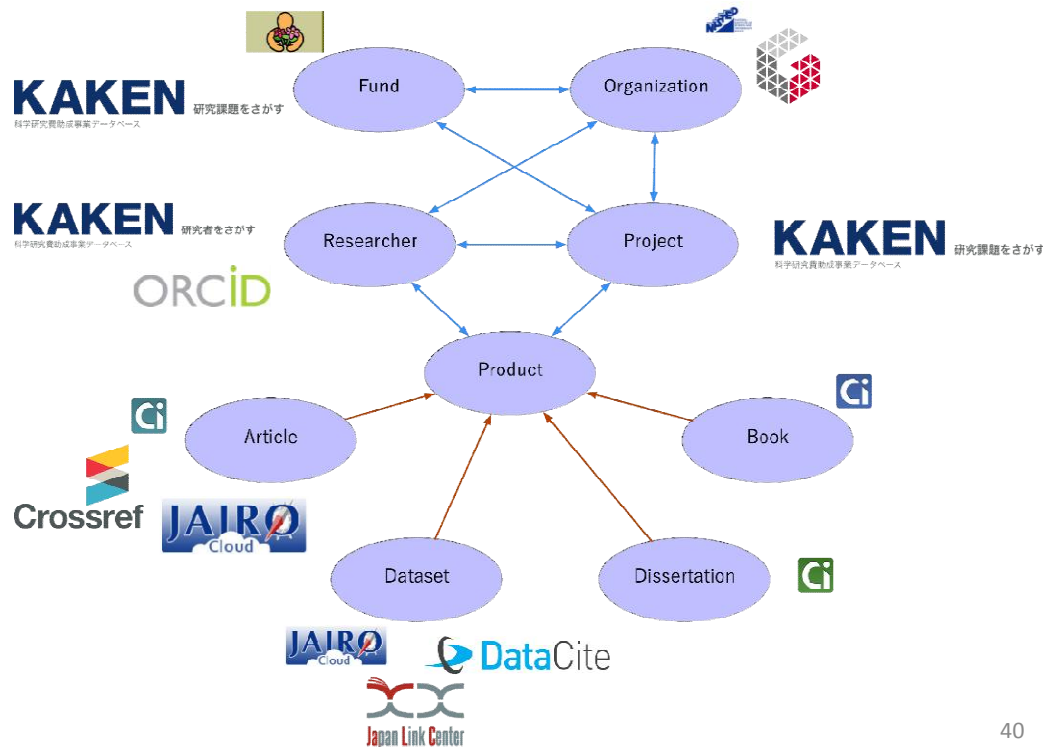 Fund
Organization
KAKEN 研究課題をさがす
科学研究費助成事業データベース
KAKEN 研究者をさがす
科学研究費助成事業データベース
Researcher
Project
KAKEN 研究課題をさがす
科学研究費助成事業データベース
ORCiD
Product
Ci
Ci
Article
Book
Crossref
JAIRO
Cloud
Dataset
Dissertation
Ci
JAIRO
Cloud
DataCite
Japan Link Center
40